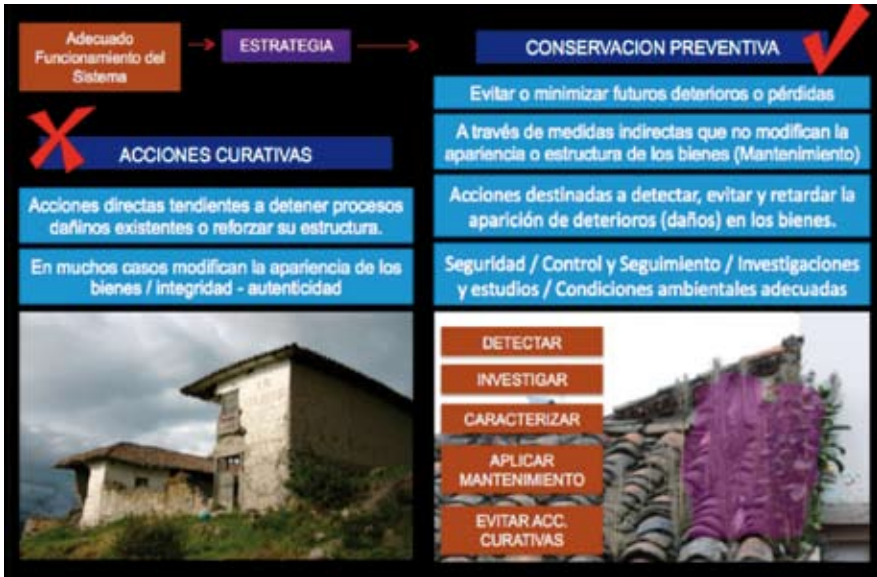 Adecuado
Funcionamiento del
Sistema
ESTRATEGIA
CONSERVACION PREVENTIVA
Evitar o minimizar futuros deterioros o pérdidas
A través de medidas indirectas que no modifican la
apariencia o estructura de los bienes (Mantenimiento)
Acciones destinadas a detectar, evitar y retardar la
aparición de deterioros (daños) en los bienes.
Seguridad / Control y Seguimiento / Investigaciones
y estudios / Condiciones ambientales adecuadas
ACCIONES CURATIVAS
Acciones directas tendientes a detener procesos
dañinos existentes o reforzar su estructura.
En muchos casos modifican la apariencia de los
bienes / integridad - autenticidad
DETECTAR
INVESTIGAR
CARACTERIZAR
APLICAR
MANTENIMIENTO
EVITAR ACC.
CURATIVAS